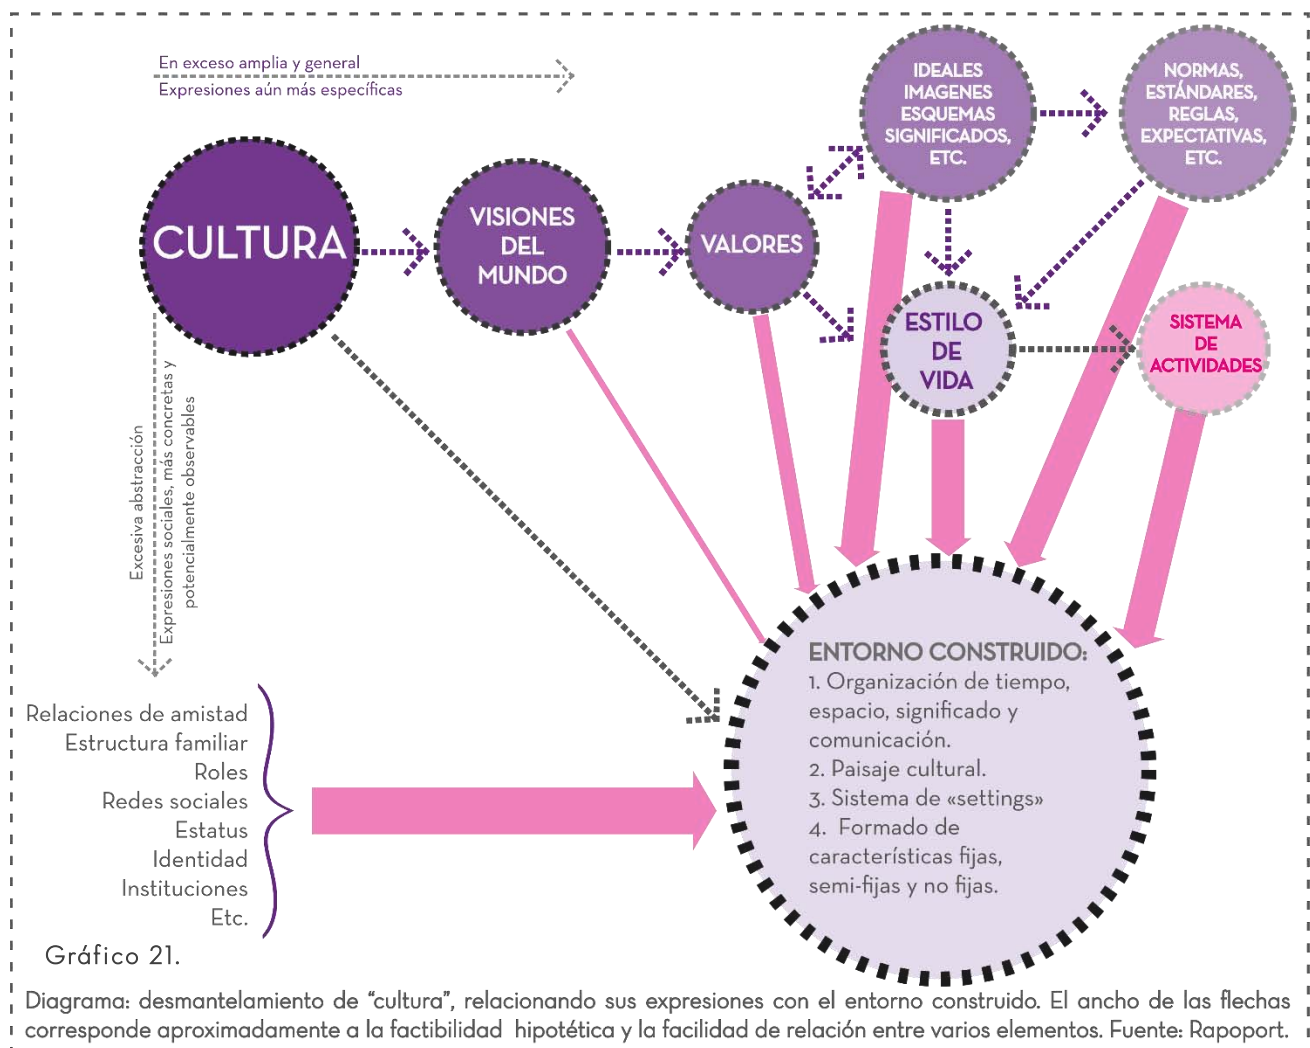 En exceso amplia y general
Expresiones aún más específicas
CULTURA
VISIONES
DEL
MUNDO
VALORES
IDEALES
IMAGENES
ESQUEMAS
SIGNIFICADOS,
ETC.
NORMAS,
ESTÁNDARES,
REGLAS,
EXPECTATIVAS,
ETC.
ESTILO
DE
VIDA
SISTEMA
DE
ACTIVIDADES
Excesiva abstracción
Expresiones sociales, más concretas y
potencialmente observables
Relaciones de amistad
Estructura familiar
Roles
Redes sociales
Estatus
Identidad
Instituciones
Etc.
ENTORNO CONSTRUIDO:
1. Organización de tiempo,
espacio, significado y
comunicación.
2. Paisaje cultural.
3. Sistema de «settings»
4. Formado de
características fijas,
semi-fijas y no fijas.
Gráfico 21.
Diagrama: desmantelamiento de “cultura”, relacionando sus expresiones con el entorno construido. El ancho de las flechas
corresponde aproximadamente a la factibilidad hipotética y la facilidad de relación entre varios elementos. Fuente: Rapoport.